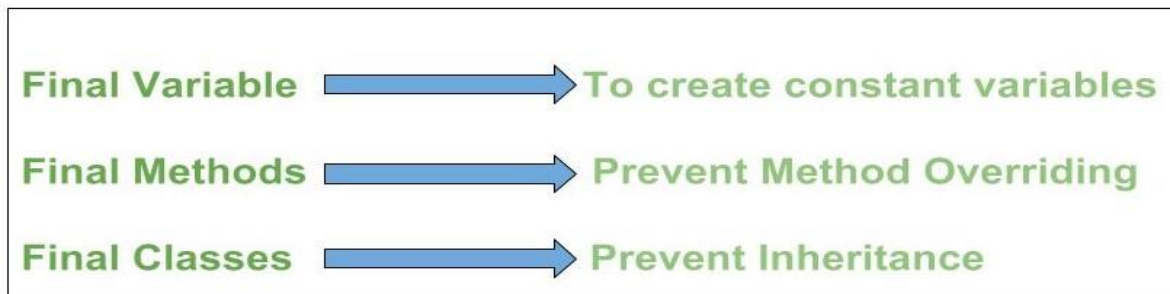 Final Variable To create constant variables
Final Methods Prevent Method Overriding
Final Classes Prevent Inheritance